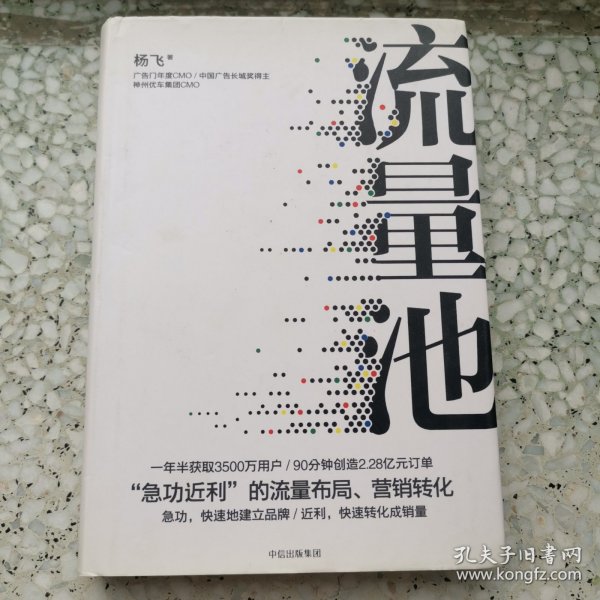 杨飞 著
广告门年度CMO / 中国广告长城奖得主
神州优车集团CMO
流量池
一年半获取3500万用户 / 90分钟创造2.28亿元订单
“急功近利”的流量布局、营销转化
急功，快速地建立品牌 / 近利，快速转化成销量
中信出版集团
孔夫子旧书网
www.kongfz.com